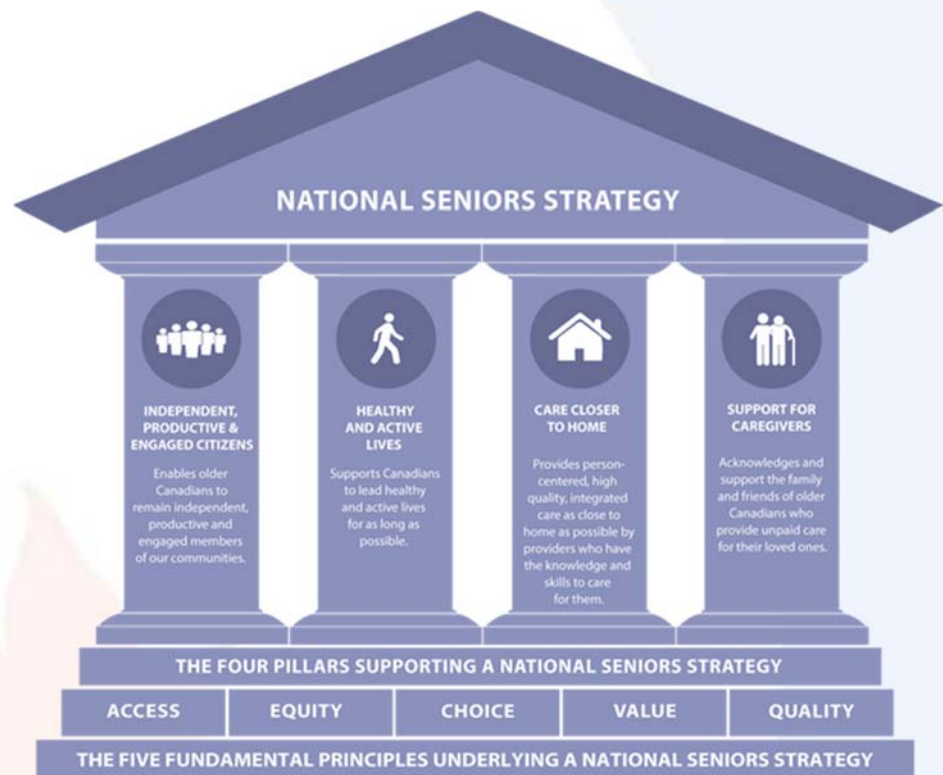 NATIONAL SENIORS STRATEGY
INDEPENDENT,
PRODUCTIVE &
ENGAGED CITIZENS
Enables older
Canadians to
remain independent,
productive and
engaged members
of our communities.
HEALTHY
AND ACTIVE
LIVES
Supports Canadians
to lead healthy
and active lives
for as long as
possible.
CARE CLOSER
TO HOME
Provides person-
centered, high
quality, integrated
care as close to
home as possible by
providers who have
the knowledge and
skills to care
for them.
SUPPORT FOR
CAREGIVERS
Acknowledges and
support the family
and friends of older
Canadians who
provide unpaid care
for their loved ones.
THE FOUR PILLARS SUPPORTING A NATIONAL SENIORS STRATEGY
ACCESS EQUITY CHOICE VALUE QUALITY
THE FIVE FUNDAMENTAL PRINCIPLES UNDERLYING A NATIONAL SENIORS STRATEGY